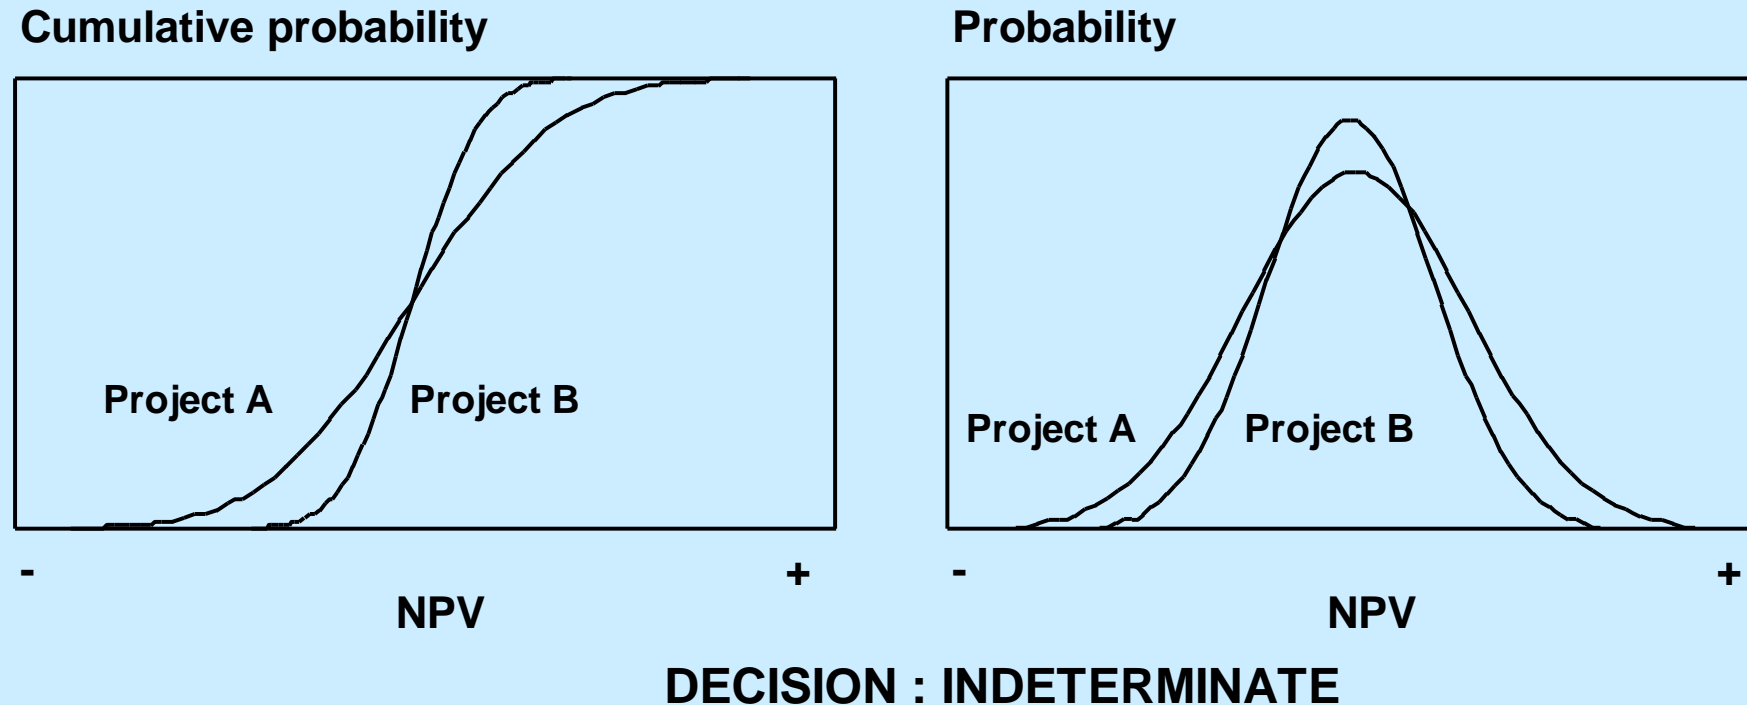 Cumulative probability
Probability
Project A
Project B
Project A
Project B
-
+
-
+
NPV
NPV
DECISION : INDETERMINATE